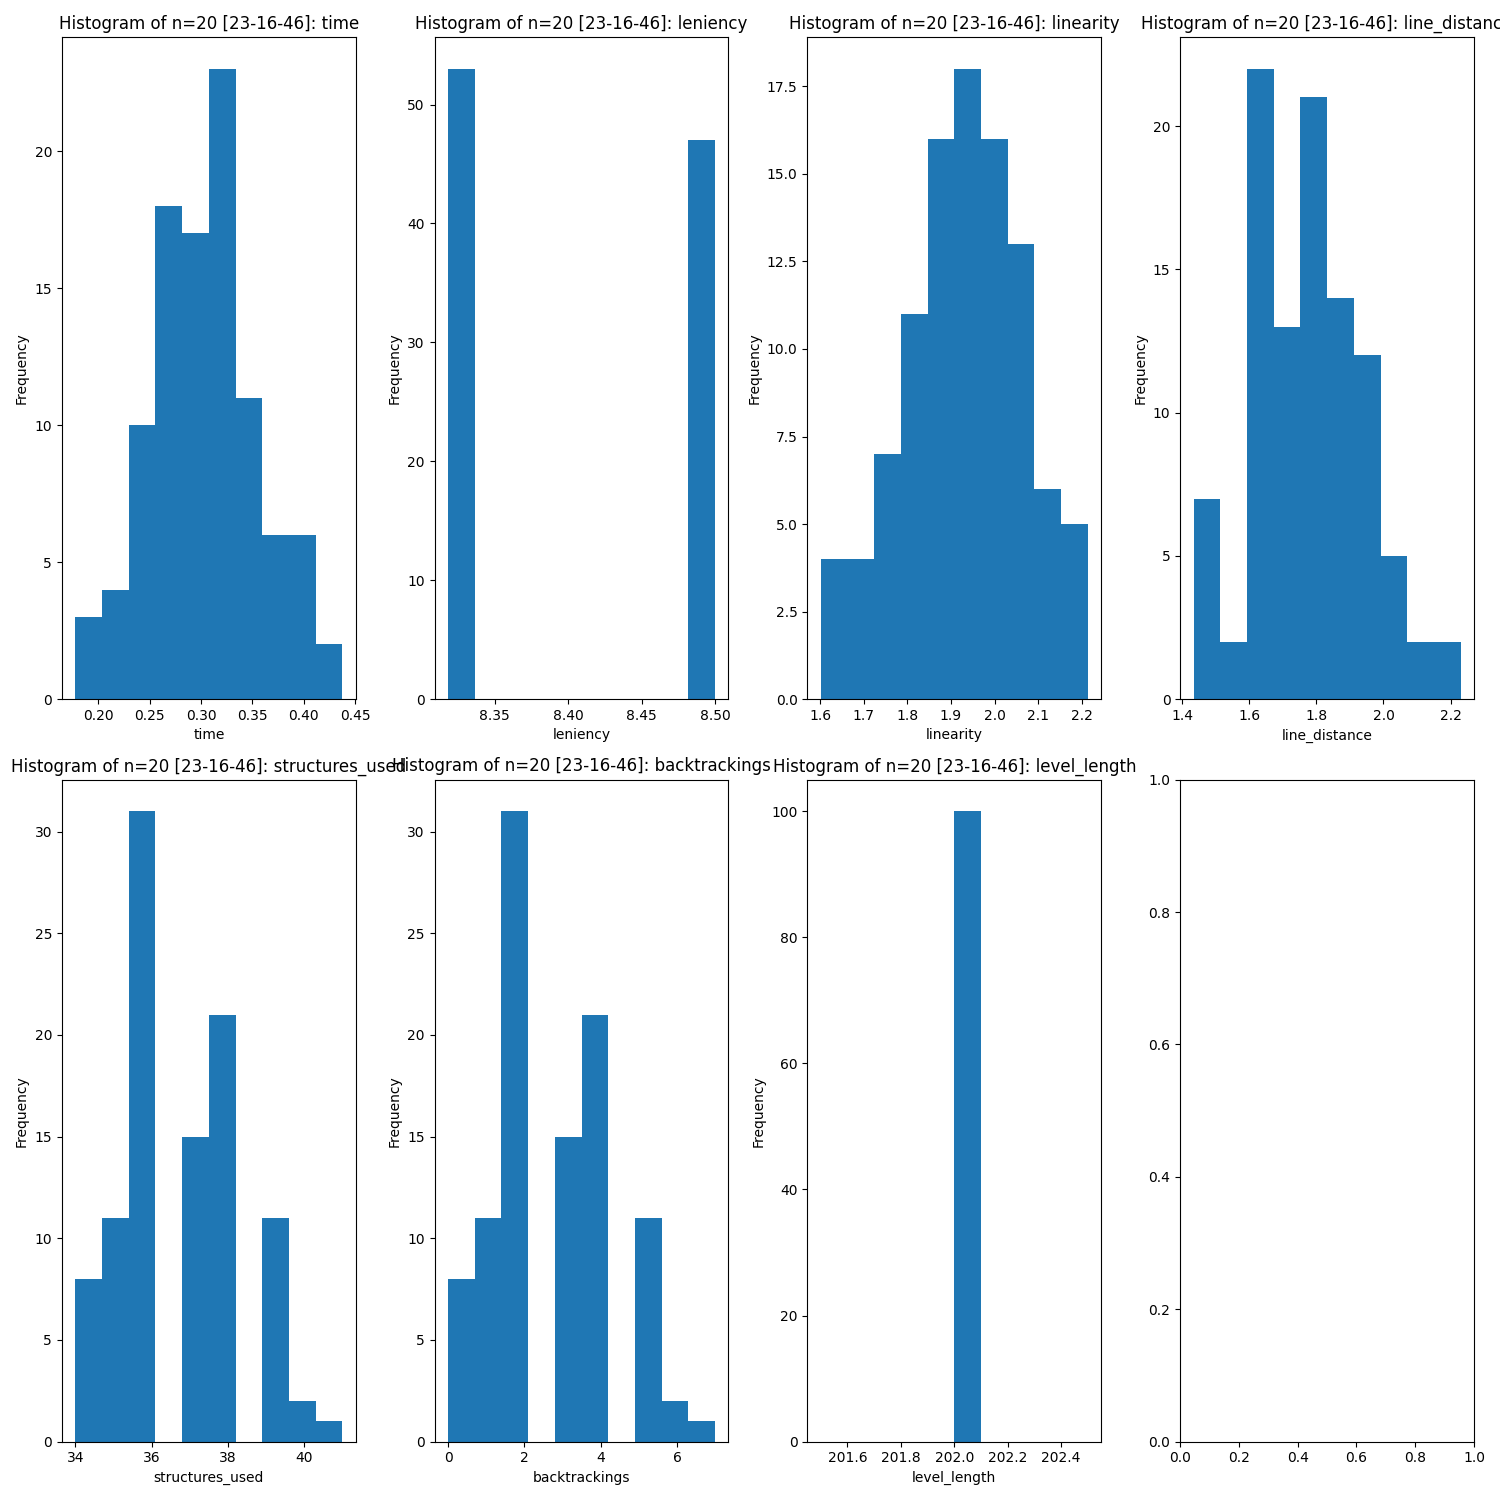 Histogram of n=20 [23-16-46]: time
Frequency
20
15
10
5
0
0.20 0.25 0.30 0.35 0.40 0.45
time
Histogram of n=20 [23-16-46]: leniency
Frequency
50
40
30
20
10
0
8.35 8.40 8.45 8.50
leniency
Histogram of n=20 [23-16-46]: linearity
Frequency
17.5
15.0
12.5
10.0
7.5
5.0
2.5
0.0
1.6 1.7 1.8 1.9 2.0 2.1 2.2
linearity
Histogram of n=20 [23-16-46]: line_distanc
Frequency
20
15
10
5
0
1.4 1.6 1.8 2.0 2.2
line_distance
Histogram of n=20 [23-16-46]: structures_used
Frequency
30
25
20
15
10
5
0
34 36 38 40
structures_used
Histogram of n=20 [23-16-46]: backtrackings
Frequency
30
25
20
15
10
5
0
0 2 4 6
backtrackings
Histogram of n=20 [23-16-46]: level_length
Frequency
100
80
60
40
20
0
201.6 201.8 202.0 202.2 202.4
level_length
1.0
0.8
0.6
0.4
0.2
0.0
0.0 0.2 0.4 0.6 0.8 1.0